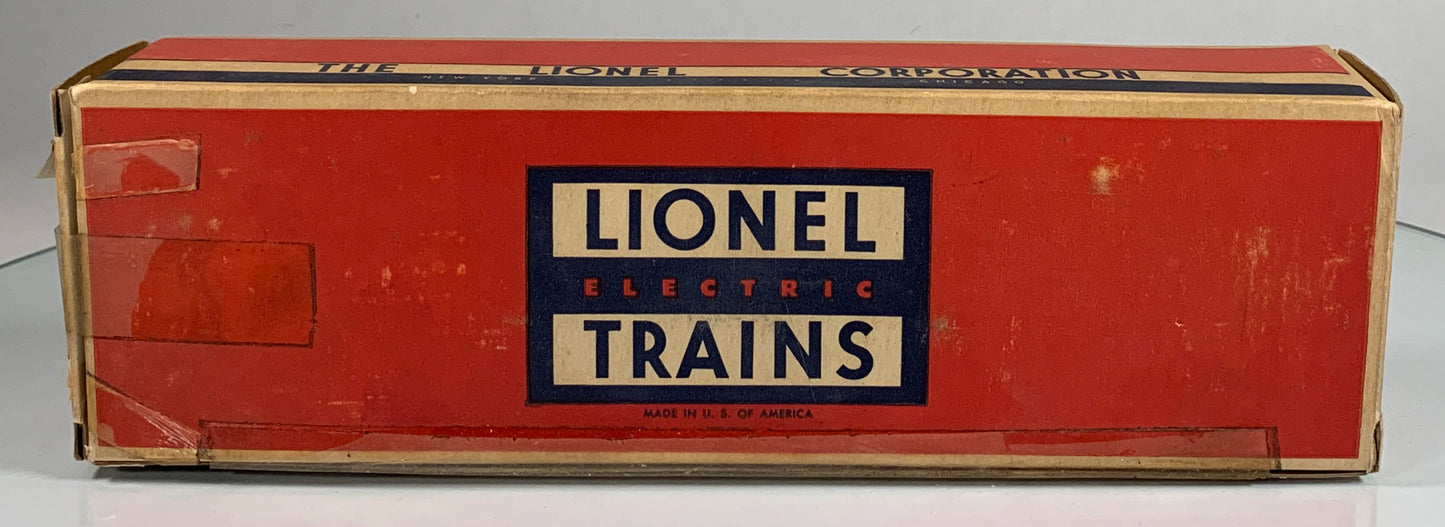 THE LIONEL CORPORATION
NEW YORK CHICAGO
LIONEL
ELECTRIC
TRAINS
MADE IN U. S. OF AMERICA